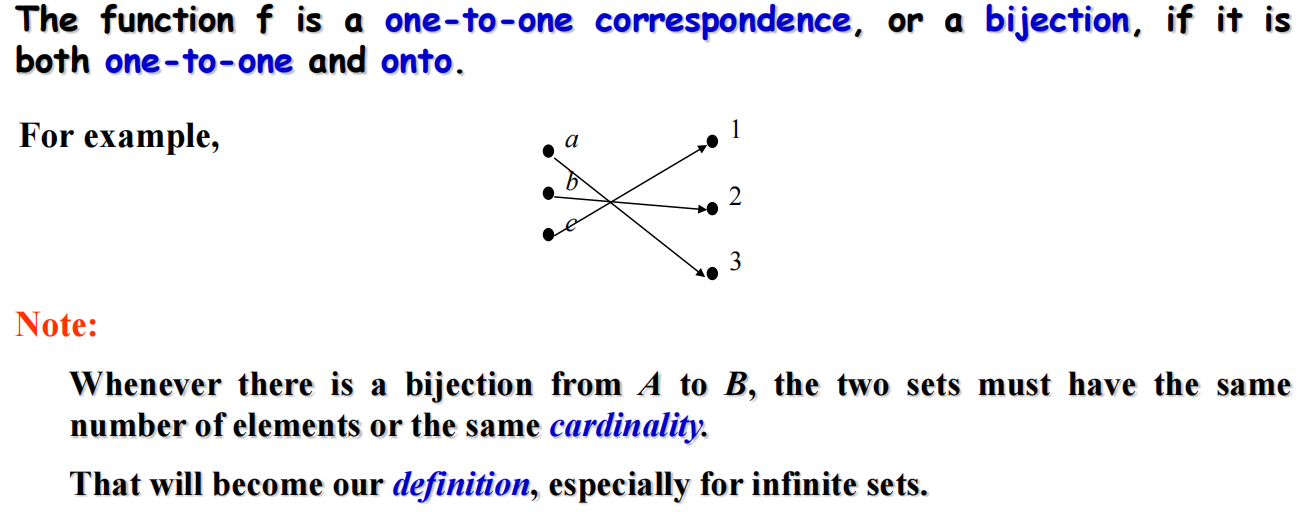 The function f is a one-to-one correspondence, or a bijection, if it is
both one-to-one and onto.
For example,
a
1
b
2
c
3
Note:
Whenever there is a bijection from A to B, the two sets must have the same
number of elements or the same cardinality.
That will become our definition, especially for infinite sets.